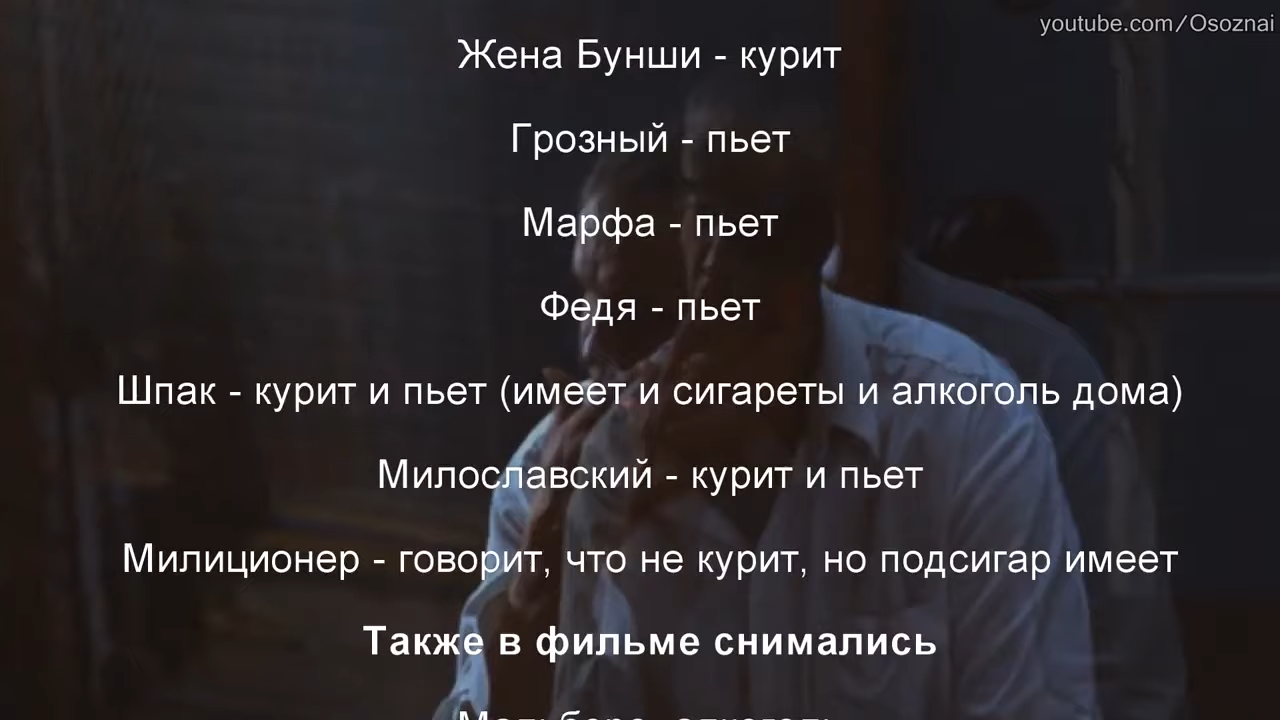 youtube.com/Osoznai
Жена Бунши - курит
Грозный - пьет
Марфа - пьет
Федя - пьет
Шпак - курит и пьет (имеет и сигареты и алкоголь дома)
Милославский - курит и пьет
Милиционер - говорит, что не курит, но подсигар имеет
Также в фильме снимались